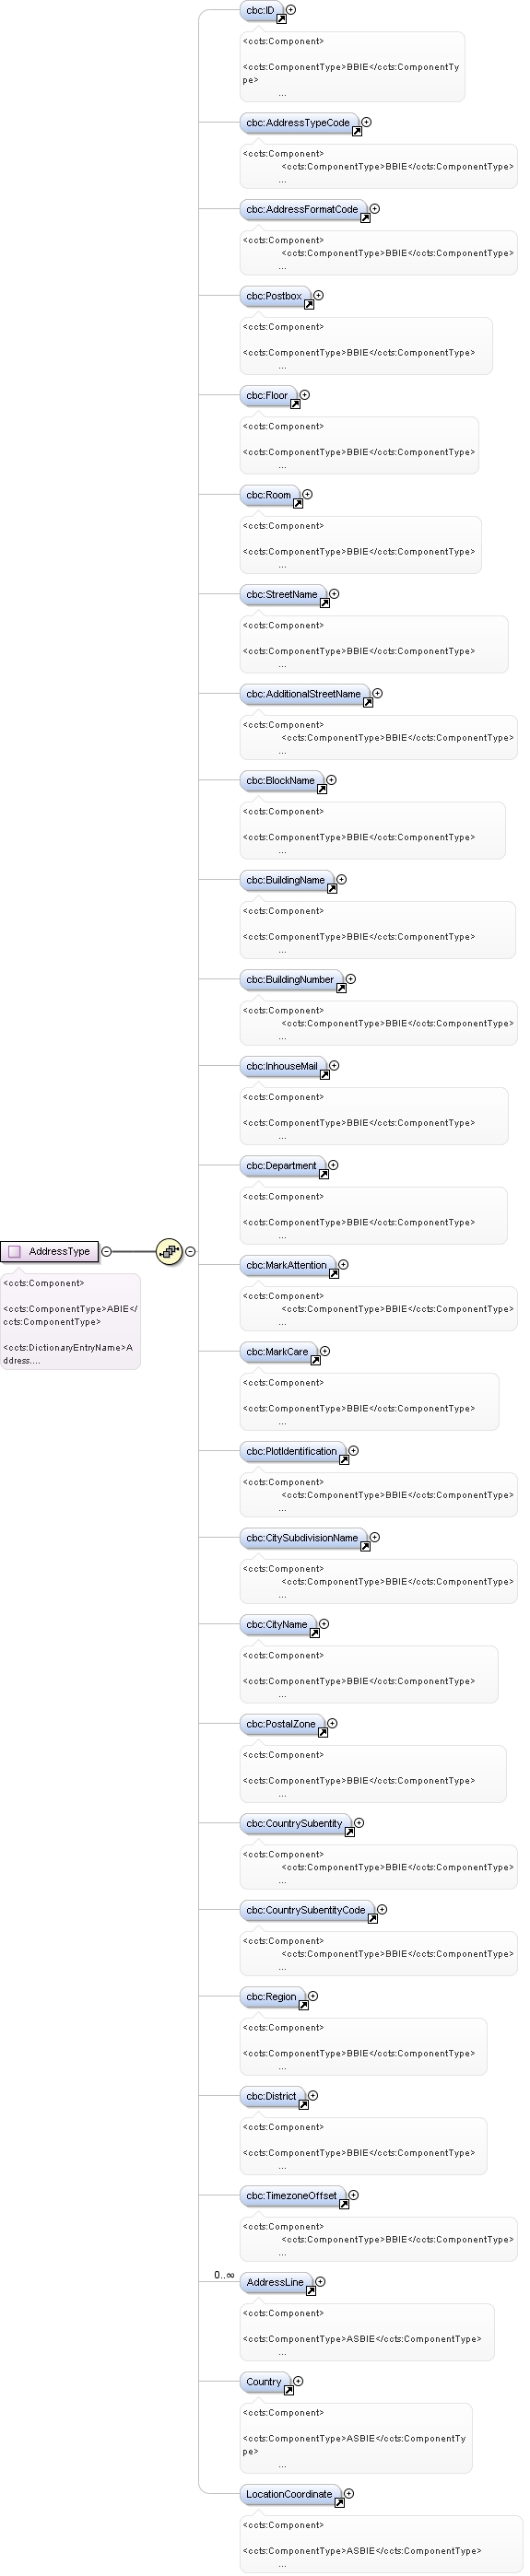 cbc:ID
<ccts:Component>
<ccts:ComponentType>BBIE</ccts:ComponentTy
pe>
...
cbc:AddressTypeCode
<ccts:Component>
<ccts:ComponentType>BBIE</ccts:ComponentType>
...
cbc:AddressFormatCode
<ccts:Component>
<ccts:ComponentType>BBIE</ccts:ComponentType>
...
cbc:Postbox
<ccts:Component>
<ccts:ComponentType>BBIE</ccts:ComponentType>
...
cbc:Floor
<ccts:Component>
<ccts:ComponentType>BBIE</ccts:ComponentType>
...
cbc:Room
<ccts:Component>
<ccts:ComponentType>BBIE</ccts:ComponentType>
...
cbc:StreetName
<ccts:Component>
<ccts:ComponentType>BBIE</ccts:ComponentType>
...
cbc:AdditionalStreetName
<ccts:Component>
<ccts:ComponentType>BBIE</ccts:ComponentType>
...
cbc:BlockName
<ccts:Component>
<ccts:ComponentType>BBIE</ccts:ComponentType>
...
cbc:BuildingName
<ccts:Component>
<ccts:ComponentType>BBIE</ccts:ComponentType>
...
cbc:BuildingNumber
<ccts:Component>
<ccts:ComponentType>BBIE</ccts:ComponentType>
...
cbc:InhouseMail
<ccts:Component>
<ccts:ComponentType>BBIE</ccts:ComponentType>
...
cbc:Department
<ccts:Component>
<ccts:ComponentType>BBIE</ccts:ComponentType>
...
AddressType
<ccts:Component>
<ccts:ComponentType>ABIE</
ccts:ComponentType>
<ccts:DictionaryEntryName>A
ddress....
cbc:MarkAttention
<ccts:Component>
<ccts:ComponentType>BBIE</ccts:ComponentType>
...
cbc:MarkCare
<ccts:Component>
<ccts:ComponentType>BBIE</ccts:ComponentType>
...
cbc:PlotIdentification
<ccts:Component>
<ccts:ComponentType>BBIE</ccts:ComponentType>
...
cbc:CitySubdivisionName
<ccts:Component>
<ccts:ComponentType>BBIE</ccts:ComponentType>
...
cbc:CityName
<ccts:Component>
<ccts:ComponentType>BBIE</ccts:ComponentType>
...
cbc:PostalZone
<ccts:Component>
<ccts:ComponentType>BBIE</ccts:ComponentType>
...
cbc:CountrySubentity
<ccts:Component>
<ccts:ComponentType>BBIE</ccts:ComponentType>
...
cbc:CountrySubentityCode
<ccts:Component>
<ccts:ComponentType>BBIE</ccts:ComponentType>
...
cbc:Region
<ccts:Component>
<ccts:ComponentType>BBIE</ccts:ComponentType>
...
cbc:District
<ccts:Component>
<ccts:ComponentType>BBIE</ccts:ComponentType>
...
cbc:TimezoneOffset
<ccts:Component>
<ccts:ComponentType>BBIE</ccts:ComponentType>
...
0..∞
AddressLine
<ccts:Component>
<ccts:ComponentType>ASBIE</ccts:ComponentType>
...
Country
<ccts:Component>
<ccts:ComponentType>ASBIE</ccts:ComponentTy
pe>
...
LocationCoordinate
<ccts:Component>
<ccts:ComponentType>ASBIE</ccts:ComponentType>
...